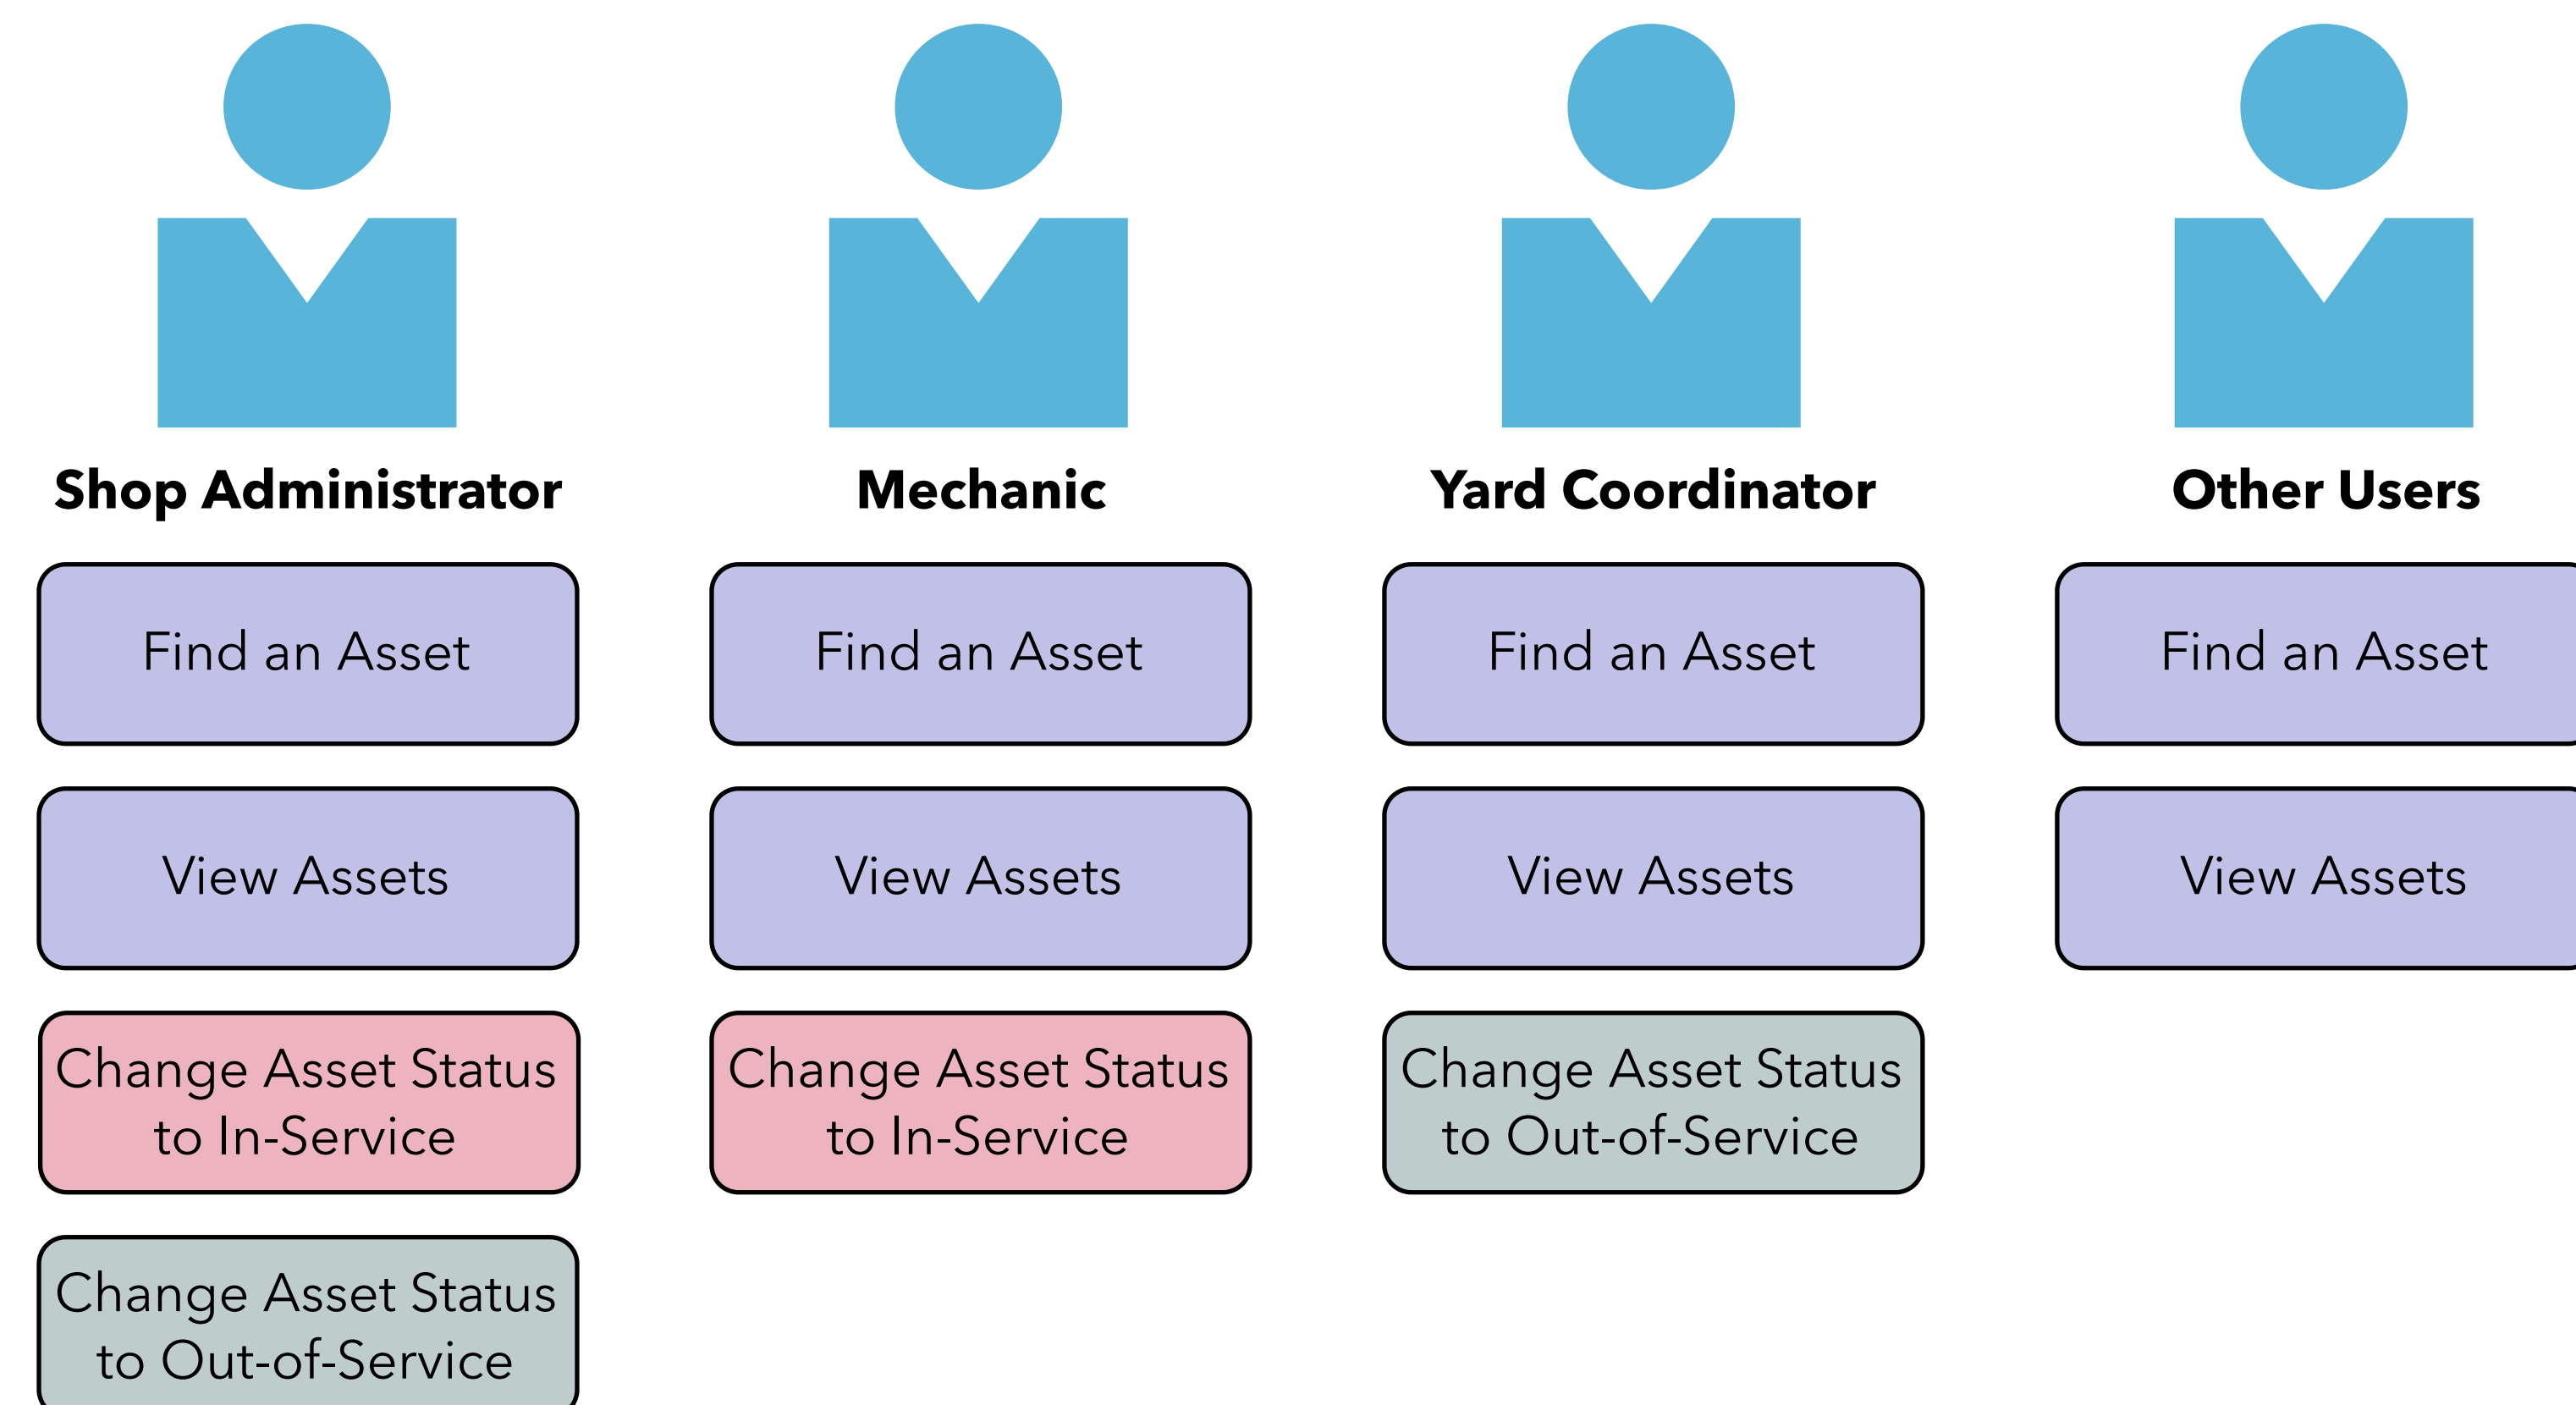 Shop Administrator
Find an Asset
View Assets
Change Asset Status
to In-Service
Change Asset Status
to Out-of-Service
Mechanic
Find an Asset
View Assets
Change Asset Status
to In-Service
Yard Coordinator
Find an Asset
View Assets
Change Asset Status
to Out-of-Service
Other Users
Find an Asset
View Assets